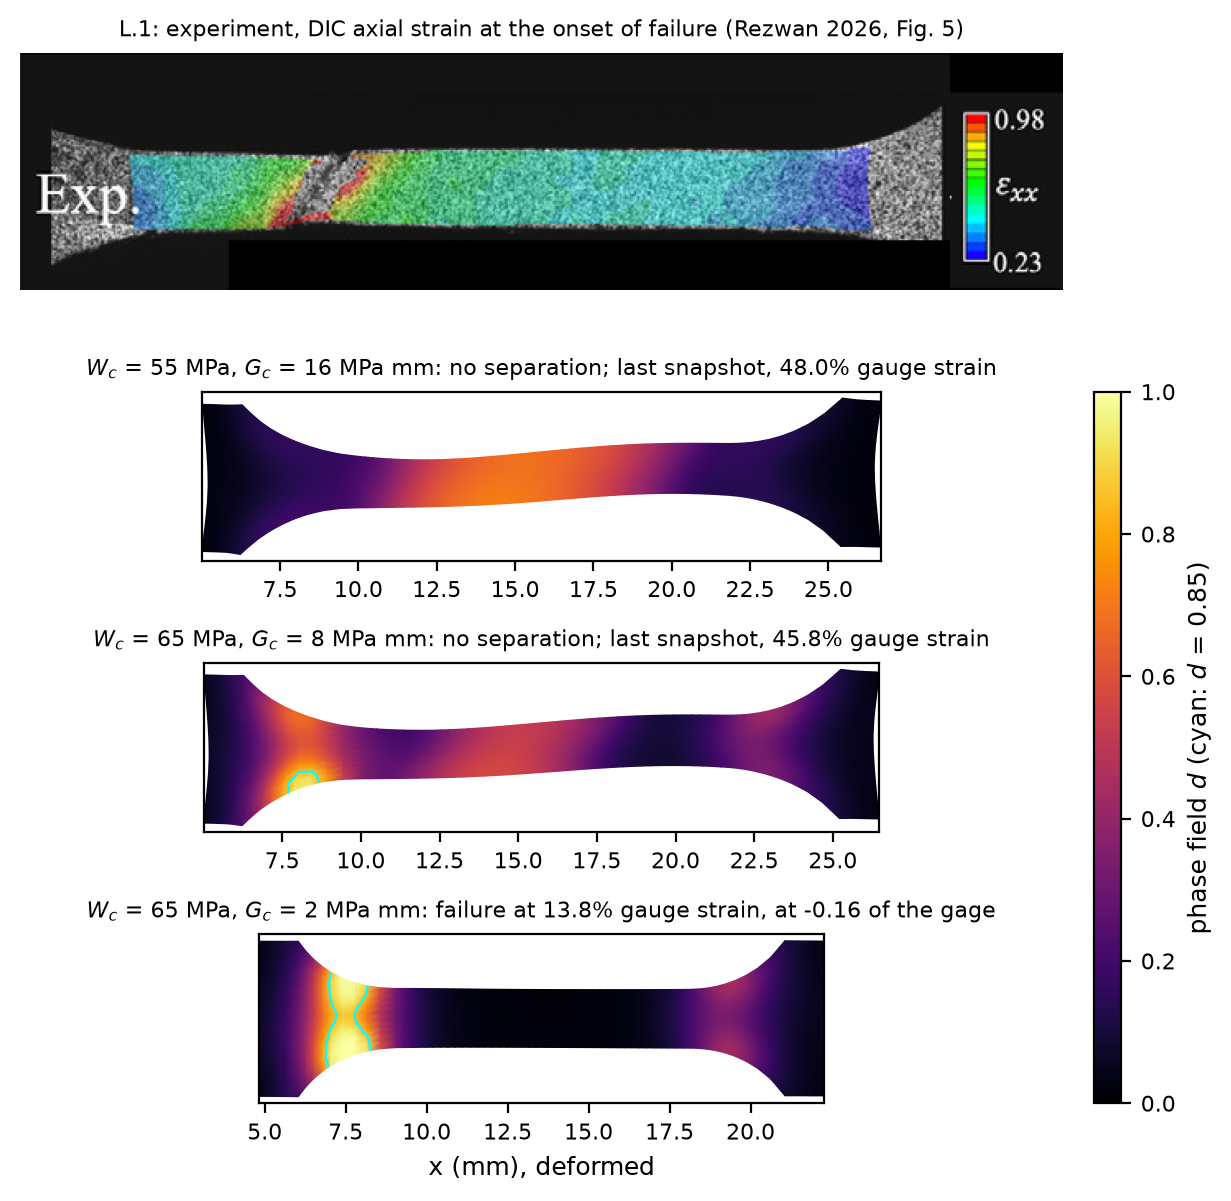 L.1: experiment, DIC axial strain at the onset of failure (Rezwan 2026, Fig. 5)
Exp.
0.98
εxx
0.23
Wc = 55 MPa, Gc = 16 MPa mm: no separation; last snapshot, 48.0% gauge strain
7.5 10.0 12.5 15.0 17.5 20.0 22.5 25.0
Wc = 65 MPa, Gc = 8 MPa mm: no separation; last snapshot, 45.8% gauge strain
7.5 10.0 12.5 15.0 17.5 20.0 22.5 25.0
Wc = 65 MPa, Gc = 2 MPa mm: failure at 13.8% gauge strain, at -0.16 of the gage
5.0 7.5 10.0 12.5 15.0 17.5 20.0
x (mm), deformed
1.0
0.8
0.6
0.4
0.2
0.0
phase field d (cyan: d = 0.85)